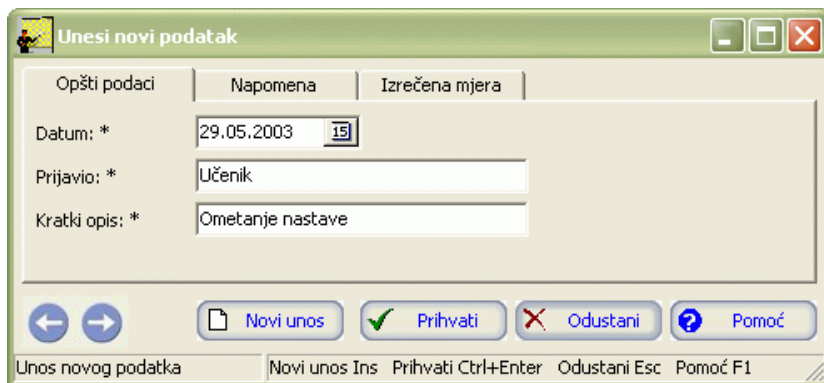 Unesi novi podatak
Opšti podaci Napomena Izrečena mjera
Datum: * 29.05.2003 15
Prijavio: * Učenik
Kratki opis: * Ometanje nastave
Novi unos Prihvati Odustani Pomoć
Unos novog podatka Novi unos Ins Prihvati Ctrl+Enter Odustani Esc Pomoć F1